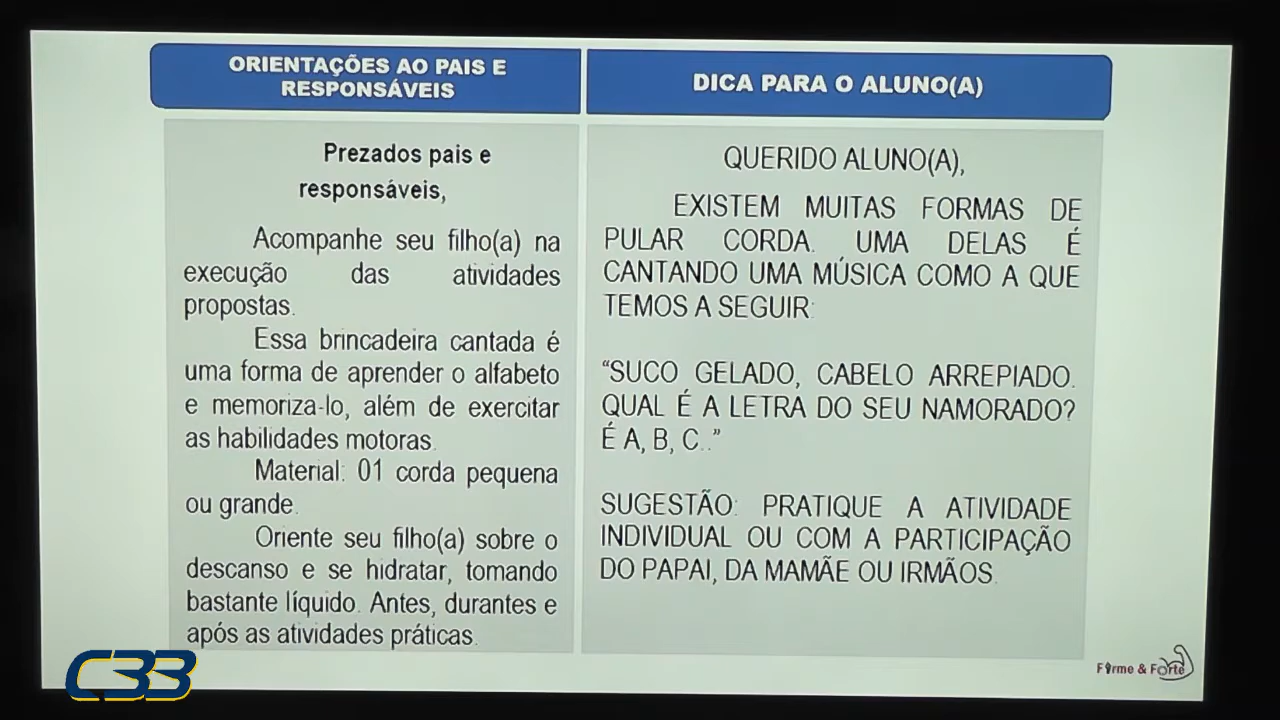 ORIENTAÇÕES AO PAIS E
RESPONSÁVEIS
Prezados pais e
responsáveis,
Acompanhe seu filho(a) na
execução das atividades
propostas.
Essa brincadeira cantada é
uma forma de aprender o alfabeto
e memoriza-lo, além de exercitar
as habilidades motoras.
Material: 01 corda pequena
ou grande.
Oriente seu filho(a) sobre o
descanso e se hidratar, tomando
bastante líquido. Antes, durantes e
após as atividades práticas.
DICA PARA O ALUNO(A)
QUERIDO ALUNO(A),
EXISTEM MUITAS FORMAS DE
PULAR CORDA. UMA DELAS É
CANTANDO UMA MÚSICA COMO A QUE
TEMOS A SEGUIR:
“SUCO GELADO, CABELO ARREPIADO.
QUAL É A LETRA DO SEU NAMORADO?
É A, B, C..”
SUGESTÃO: PRATIQUE A ATIVIDADE
INDIVIDUAL OU COM A PARTICIPAÇÃO
DO PAPAI, DA MAMÃE OU IRMÃOS.
C33
Firme & Forte